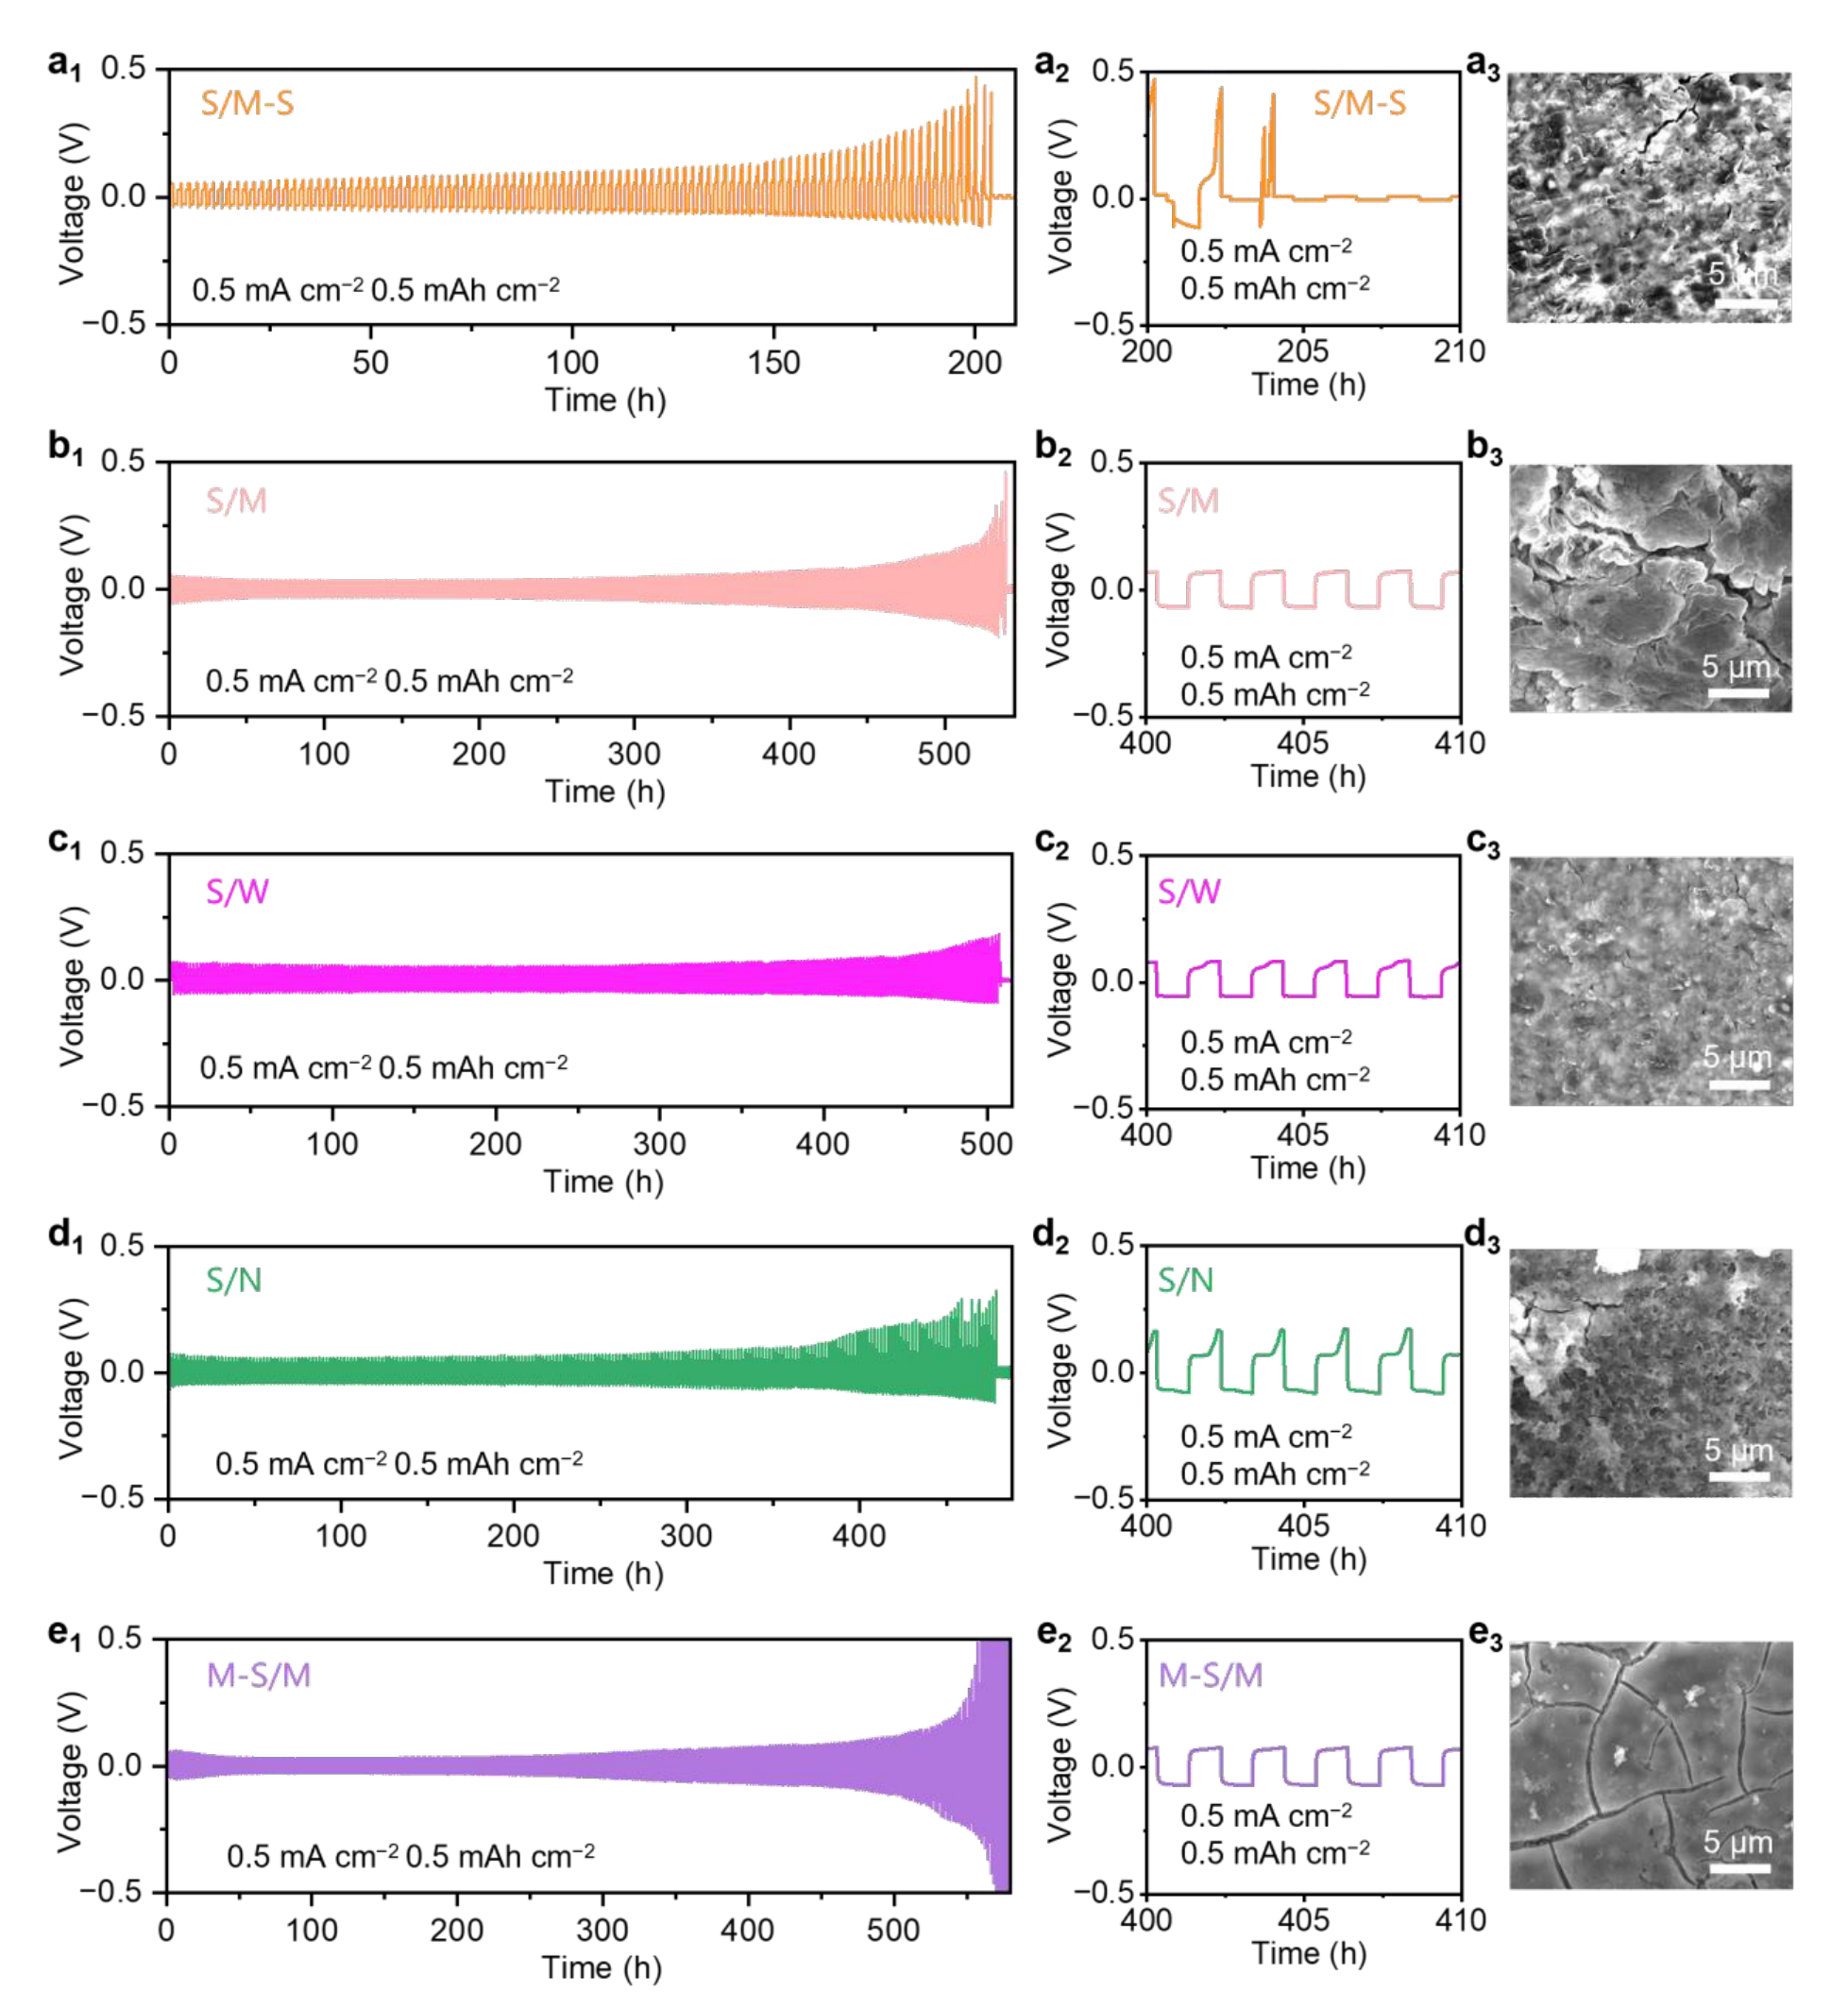 a1 0.5 S/M-S
Voltage (V)
0.0
0.5 mA cm−2 0.5 mAh cm−2
−0.5
0 50 100 150 200
Time (h)
a2 0.5 S/M-S
Voltage (V)
0.0
0.5 mA cm−2
0.5 mAh cm−2
−0.5
200 205 210
Time (h)
a3
5 μm
b1 0.5 S/M
Voltage (V)
0.0
0.5 mA cm−2 0.5 mAh cm−2
−0.5
0 100 200 300 400 500
Time (h)
b2 0.5 S/M
Voltage (V)
0.0
0.5 mA cm−2
0.5 mAh cm−2
−0.5
400 405 410
Time (h)
b3
5 μm
c1 0.5 S/W
Voltage (V)
0.0
0.5 mA cm−2 0.5 mAh cm−2
−0.5
0 100 200 300 400 500
Time (h)
c2 0.5 S/W
Voltage (V)
0.0
0.5 mA cm−2
0.5 mAh cm−2
−0.5
400 405 410
Time (h)
c3
5 μm
d1 0.5 S/N
Voltage (V)
0.0
0.5 mA cm−2 0.5 mAh cm−2
−0.5
0 100 200 300 400
Time (h)
d2 0.5 S/N
Voltage (V)
0.0
0.5 mA cm−2
0.5 mAh cm−2
−0.5
400 405 410
Time (h)
d3
5 μm
e1 0.5 M-S/M
Voltage (V)
0.0
0.5 mA cm−2 0.5 mAh cm−2
−0.5
0 100 200 300 400 500
Time (h)
e2 0.5 M-S/M
Voltage (V)
0.0
0.5 mA cm−2
0.5 mAh cm−2
−0.5
400 405 410
Time (h)
e3
5 μm